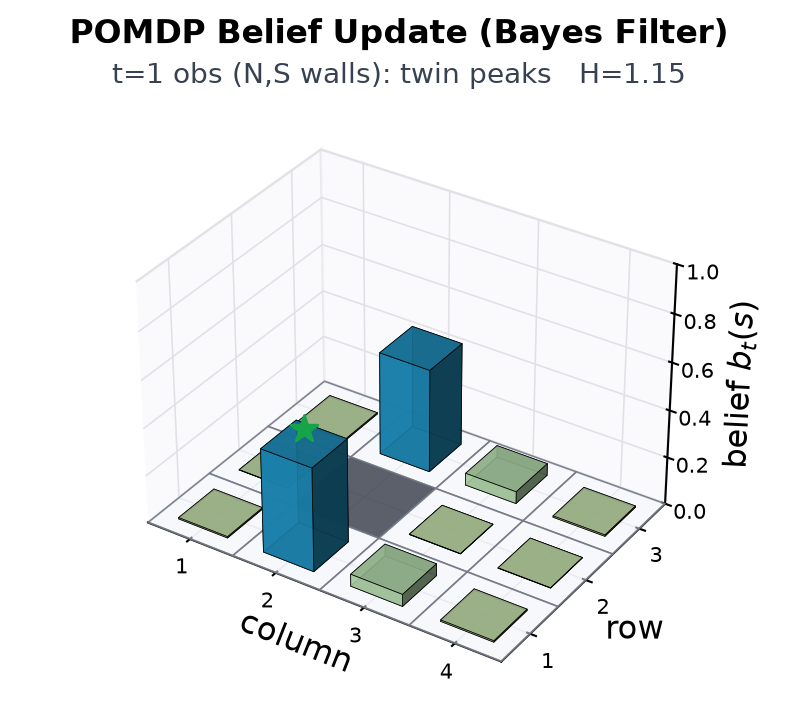 POMDP Belief Update (Bayes Filter)
t=1 obs (N,S walls): twin peaks   H=1.15
1.0
0.8
0.6
0.4
0.2
0.0
belief b_t(s)
1
2
3
4
column
1
2
3
row